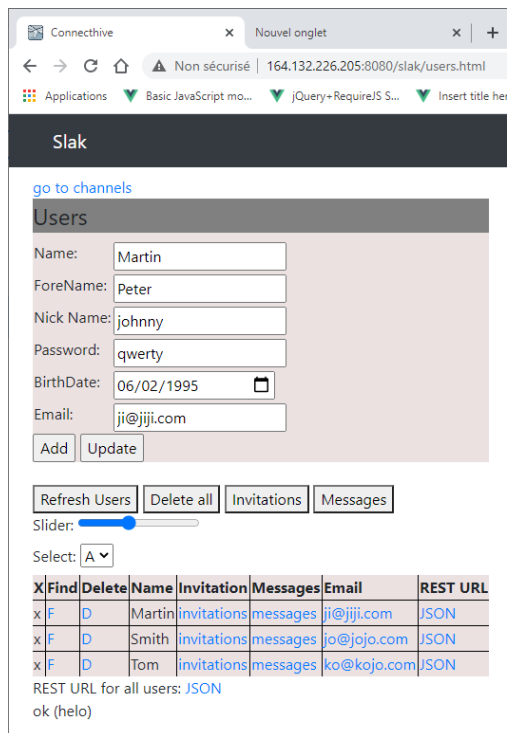 Connecthive × Nouvel onglet × +
Non sécurisé | 164.132.226.205:8080/slak/users.html
Applications Basic JavaScript mo... jQuery+RequireJS S... Insert title her
Slak
go to channels
Users
Name: Martin
ForeName: Peter
Nick Name: johnny
Password: qwerty
BirthDate: 06/02/1995
Email: ji@jiji.com
Add Update
Refresh Users Delete all Invitations Messages
Slider:
Select: A
X Find Delete Name Invitation Messages Email REST URL
x F D Martin invitations messages ji@jiji.com JSON
x F D Smith invitations messages jo@jojo.com JSON
x F D Tom invitations messages ko@kojo.com JSON
REST URL for all users: JSON
ok (helo)